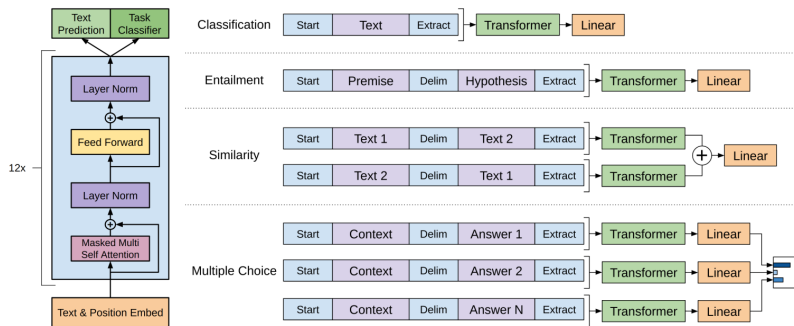 Text
Prediction
Task
Classifier
12x
Layer Norm
Feed Forward
Layer Norm
Masked Multi
Self Attention
Text & Position Embed
Classification
Start
Text
Extract
Transformer
Linear
Entailment
Start
Premise
Delim
Hypothesis
Extract
Transformer
Linear
Similarity
Start
Text 1
Delim
Text 2
Extract
Transformer
Start
Text 2
Delim
Text 1
Extract
Transformer
Linear
Multiple Choice
Start
Context
Delim
Answer 1
Extract
Transformer
Linear
Start
Context
Delim
Answer 2
Extract
Transformer
Linear
Start
Context
Delim
Answer N
Extract
Transformer
Linear